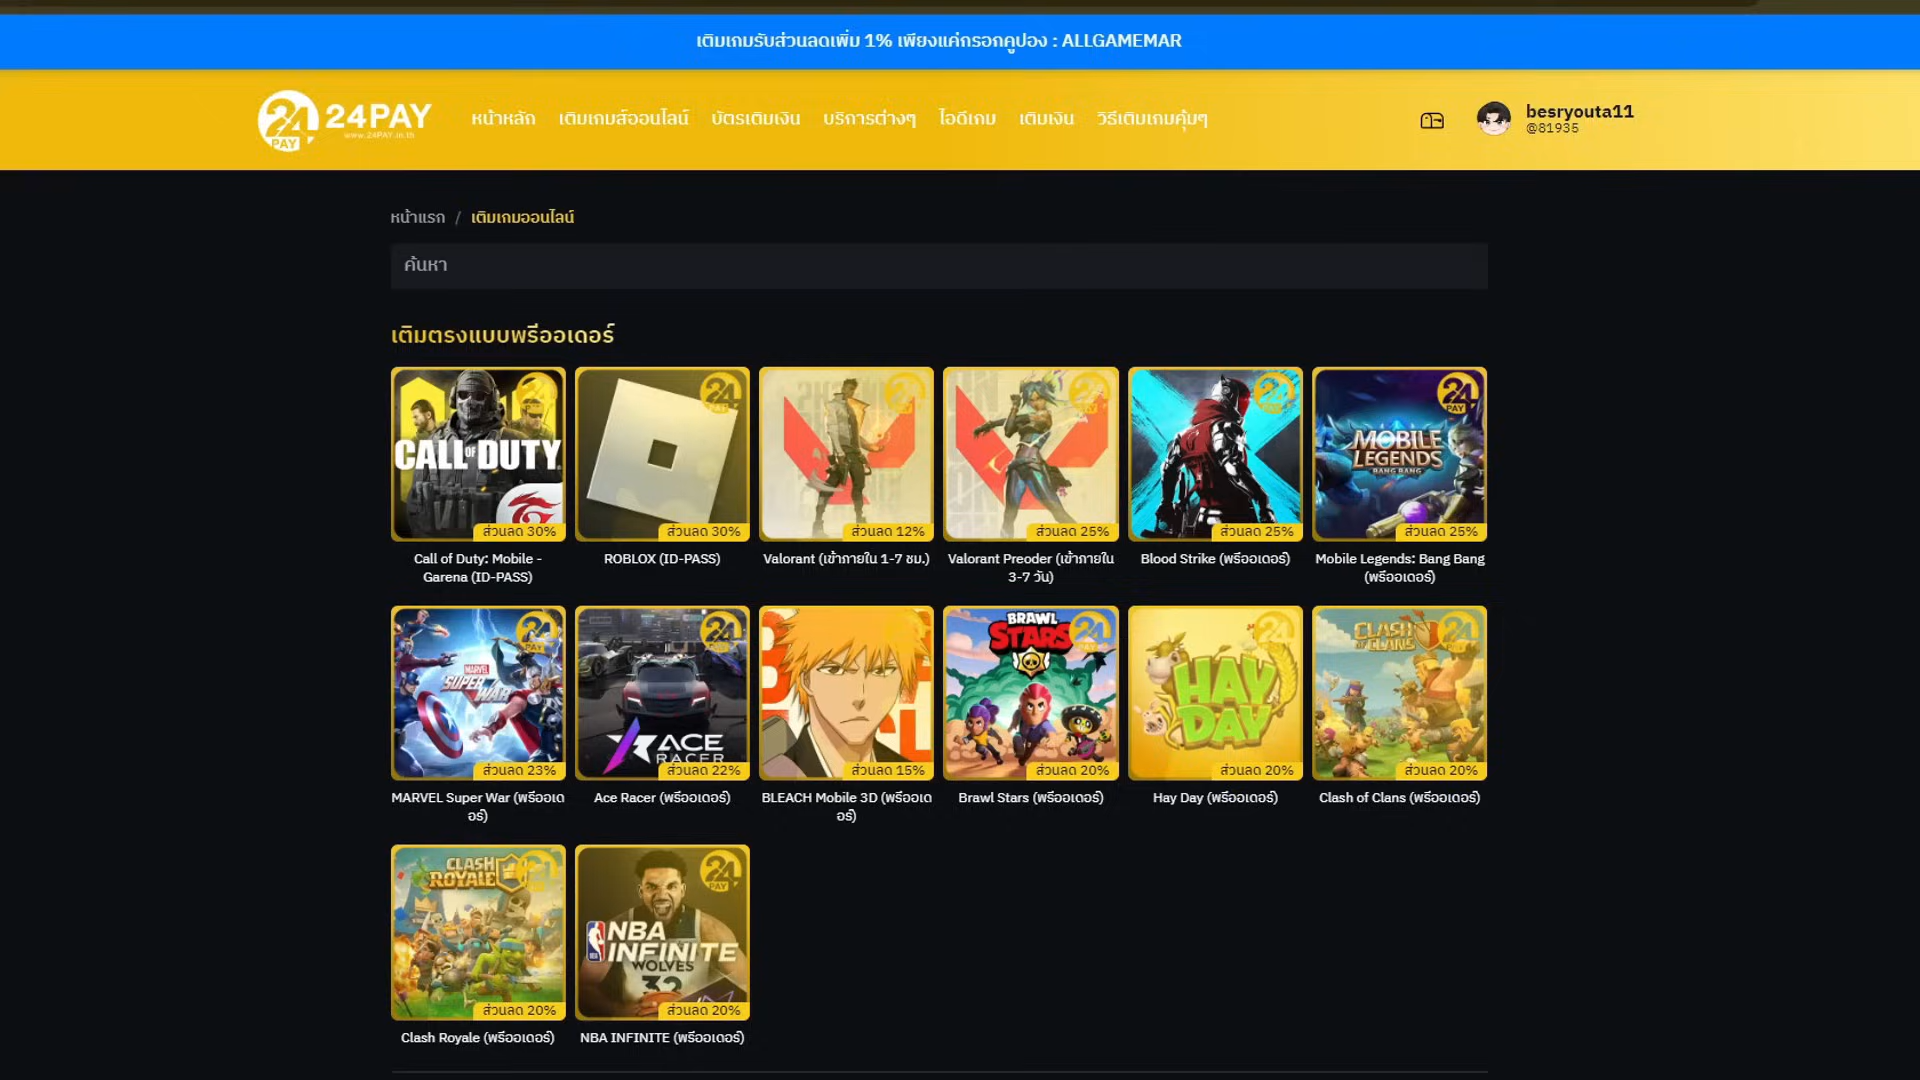 เติมเกมรับส่วนลดเพิ่ม 1% เพียงแค่กรอกคูปอง : ALLGAMEMAR
24 PAY
24PAY
www.24PAY.in.th
หน้าหลัก เติมเกมส์ออนไลน์ บัตรเติมเงิน บริการต่างๆ ไอดีเกม เติมเงิน วิธีเติมเกมคุ้มๆ
besryouta11
@81935
หน้าแรก / เติมเกมออนไลน์
ค้นหา
เติมตรงแบบพรีออเดอร์
CALL OF DUTY
MOBILE LEGENDS
BANG BANG
24 PAY
ส่วนลด 30% ส่วนลด 30% ส่วนลด 12% ส่วนลด 25% ส่วนลด 25% ส่วนลด 25%
Call of Duty: Mobile - Garena (ID-PASS)
ROBLOX (ID-PASS)
Valorant (เข้าภายใน 1-7 ชม.)
Valorant Preoder (เข้าภายใน 3-7 วัน)
Blood Strike (พรีออเดอร์)
Mobile Legends: Bang Bang (พรีออเดอร์)
MARVEL
SUPER WAR
ACE
RACER
BRAWL
STARS
HAY
DAY
CLASH
OF CLANS
ส่วนลด 23% ส่วนลด 22% ส่วนลด 15% ส่วนลด 20% ส่วนลด 20% ส่วนลด 20%
MARVEL Super War (พรีออเดอร์)
Ace Racer (พรีออเดอร์)
BLEACH Mobile 3D (พรีออเดอร์)
Brawl Stars (พรีออเดอร์)
Hay Day (พรีออเดอร์)
Clash of Clans (พรีออเดอร์)
CLASH
ROYALE
NBA
INFINITE
WOLVES
32
ส่วนลด 20% ส่วนลด 20%
Clash Royale (พรีออเดอร์)
NBA INFINITE (พรีออเดอร์)